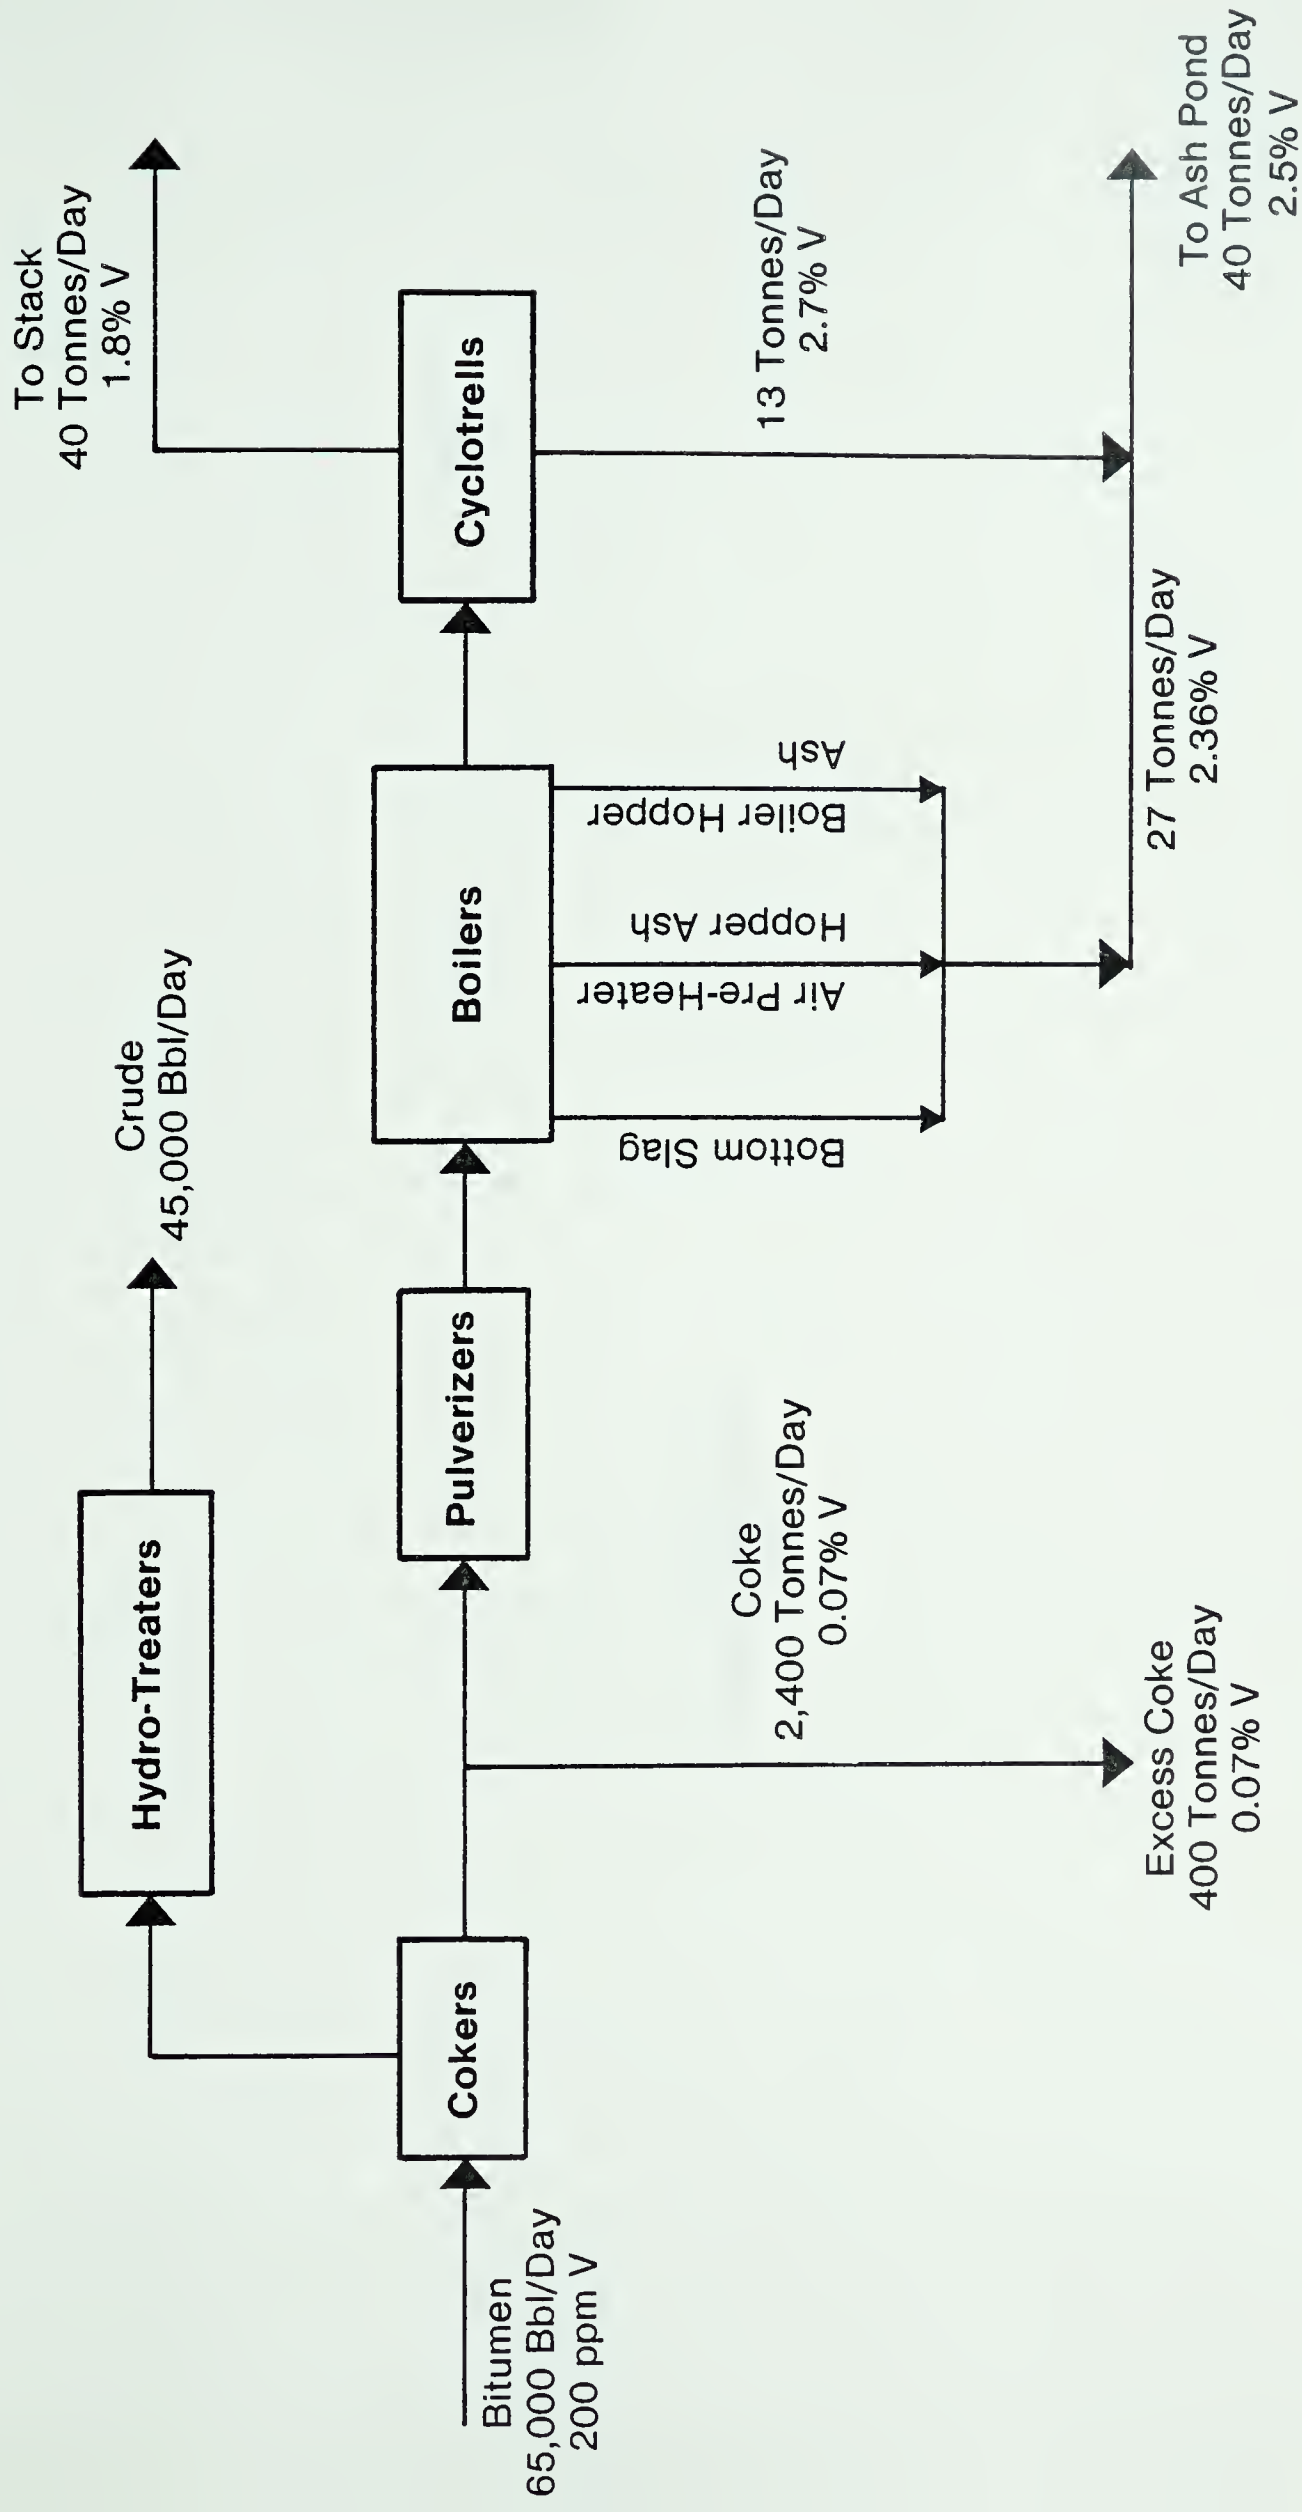 Bitumen
65,000 Bbl/Day
200 ppm V
Cokers
Hydro-Treaters
Crude
45,000 Bbl/Day
Excess Coke
400 Tonnes/Day
0.07% V
Coke
2,400 Tonnes/Day
0.07% V
Pulverizers
Boilers
Bottom Slag
Air Pre-Heater
Hopper Ash
Boiler Hopper
Ash
27 Tonnes/Day
2.36% V
Cyclotrells
To Stack
40 Tonnes/Day
1.8% V
13 Tonnes/Day
2.7% V
To Ash Pond
40 Tonnes/Day
2.5% V